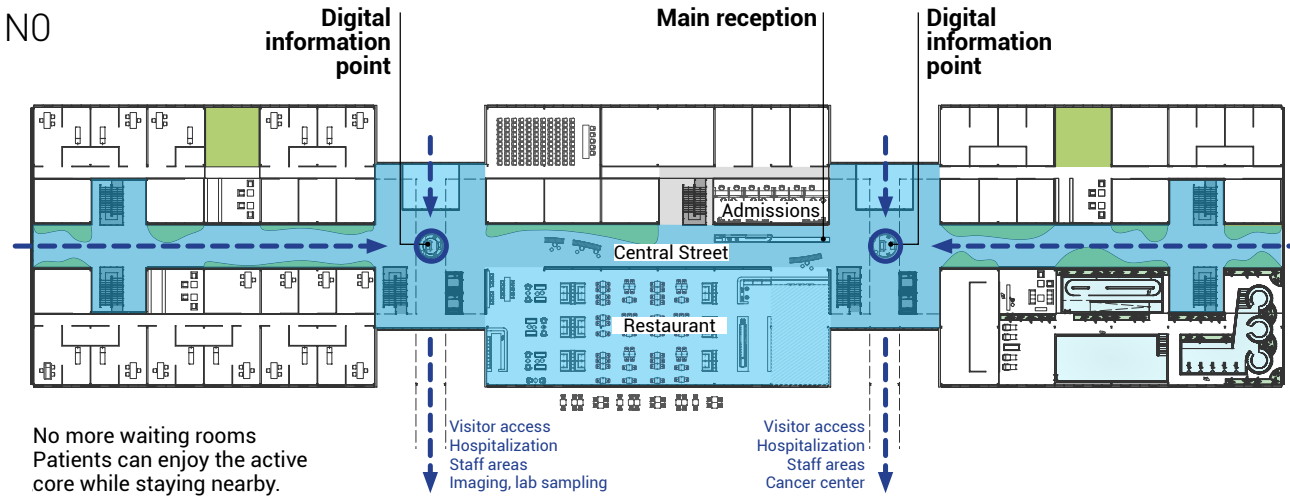 N0
Digital
information
point
Main reception
Digital
information
point
Admissions
Central Street
Restaurant
No more waiting rooms
Patients can enjoy the active
core while staying nearby.
Visitor access
Hospitalization
Staff areas
Imaging, lab sampling
Visitor access
Hospitalization
Staff areas
Cancer center